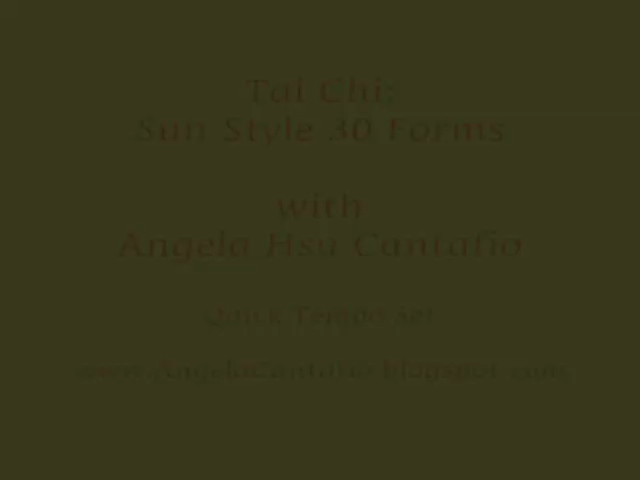 Tai Chi:
Sun Style 30 Forms
with
Angela Hsu Cantafio
Quick Tempo Set
www.AngelaCantafio.blogspot.com